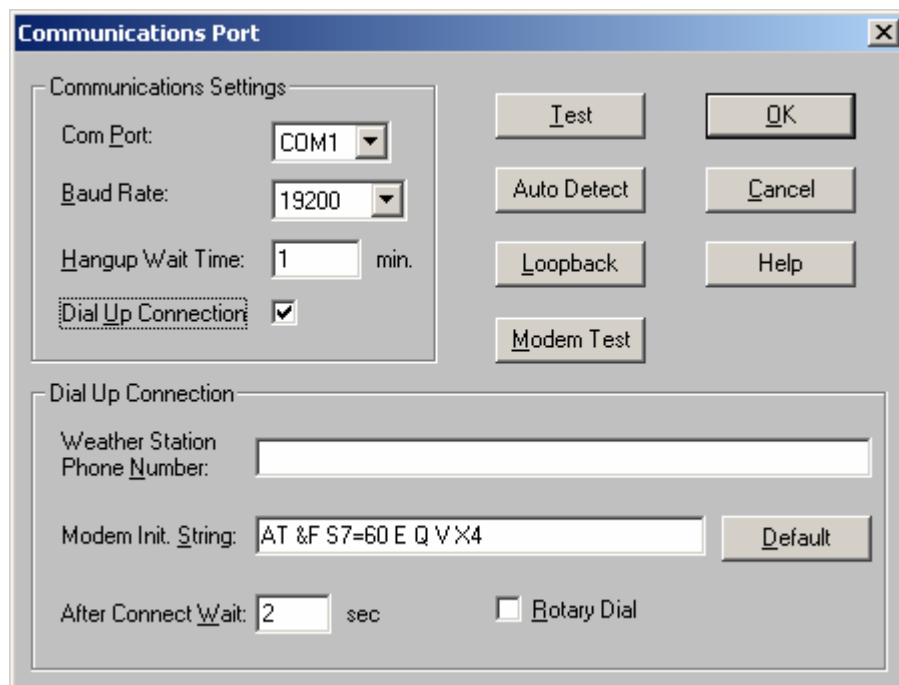 Communications Port
Communications Settings
Com Port: COM1
Baud Rate: 19200
Hangup Wait Time: 1 min.
Dial Up Connection
Test
OK
Auto Detect
Cancel
Loopback
Help
Modem Test
Dial Up Connection
Weather Station
Phone Number:
Modem Init. String: AT &F S7=60 E Q V X4
Default
After Connect Wait: 2 sec
Rotary Dial